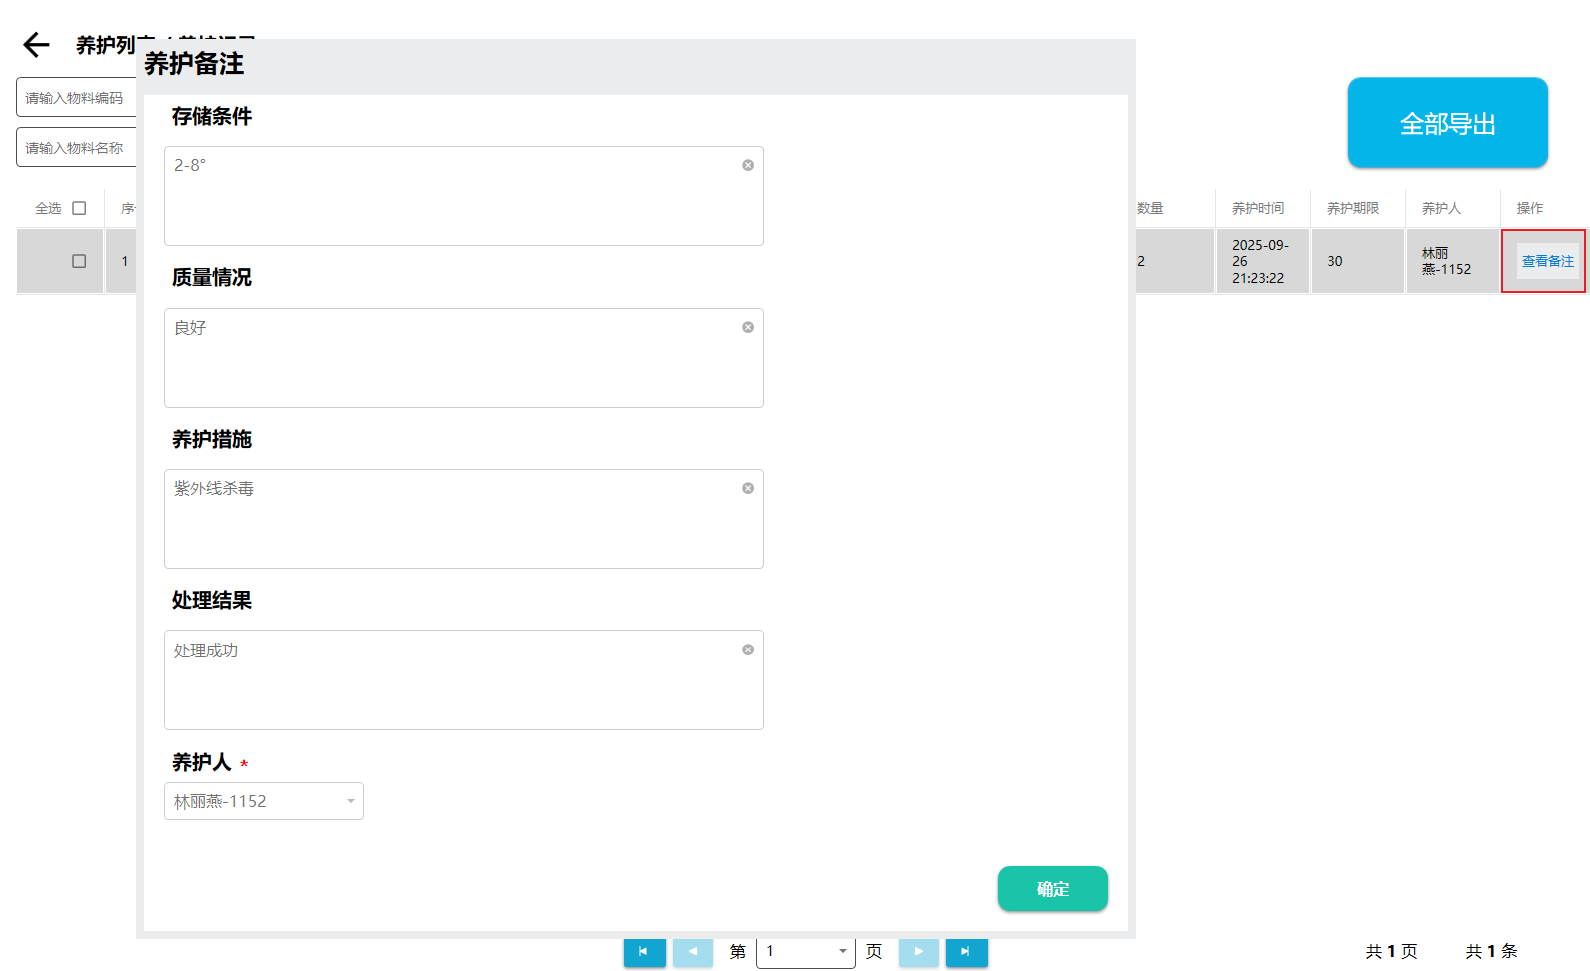 养护列表 / 养护记录
养护备注
请输入物料编码
请输入物料名称
全部导出
全选
序
数量
养护时间
养护期限
养护人
操作
1
2
2025-09-
26
21:23:22
30
林丽
燕-1152
查看备注
存储条件
2-8°
质量情况
良好
养护措施
紫外线杀毒
处理结果
处理成功
养护人 *
林丽燕-1152
确定
第 1 页
共 1 页 共 1 条